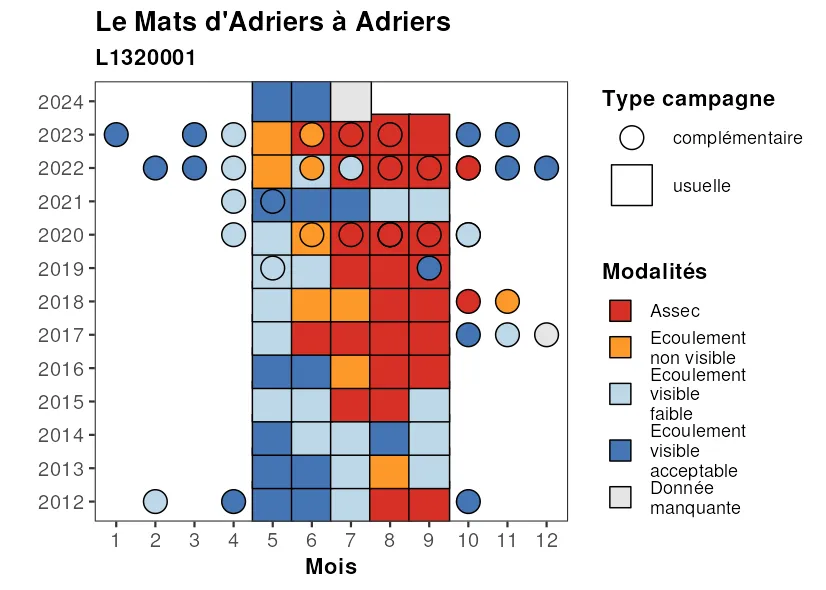 Le Mats d'Adriers à Adriers
L1320001
2024
2023
2022
2021
2020
2019
2018
2017
2016
2015
2014
2013
2012
1 2 3 4 5 6 7 8 9 10 11 12
Mois
Type campagne
complémentaire
usuelle
Modalités
Assec
Ecoulement
non visible
Ecoulement
visible
faible
Ecoulement
visible
acceptable
Donnée
manquante